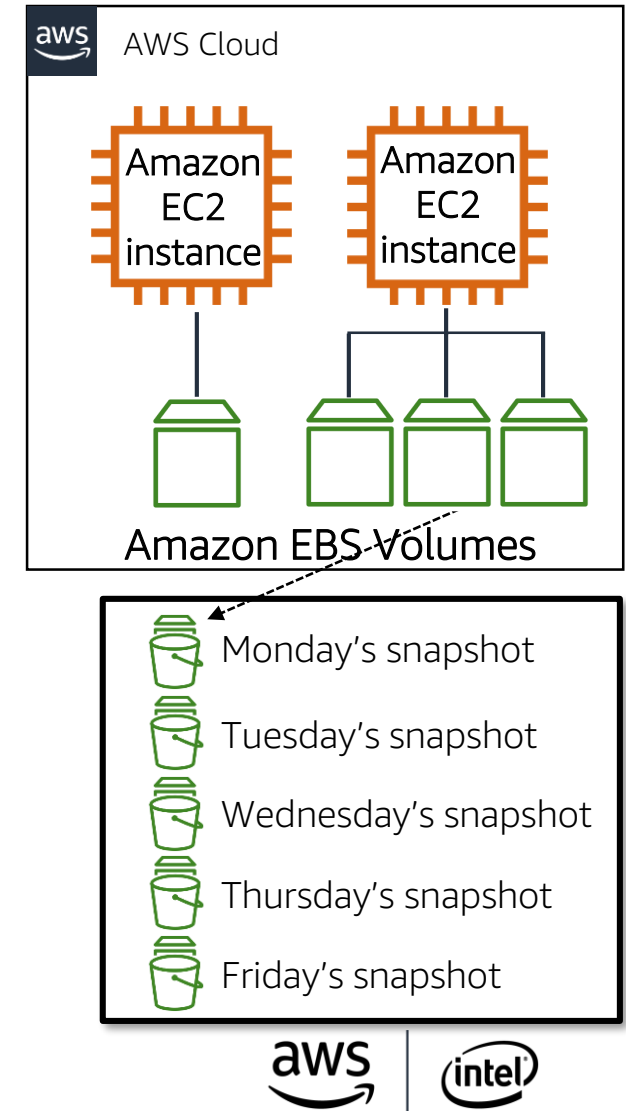 aws
AWS Cloud
Amazon
EC2
instance
Amazon
EC2
instance
Amazon EBS Volumes
Monday’s snapshot
Tuesday’s snapshot
Wednesday’s snapshot
Thursday’s snapshot
Friday’s snapshot
aws
intel